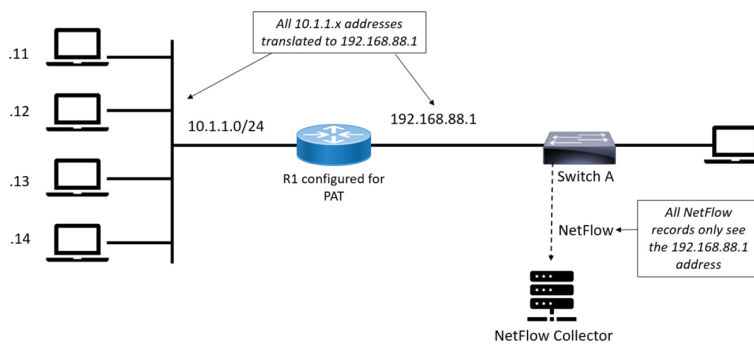 All 10.1.1.x addresses
translated to 192.168.88.1
.11
.12
10.1.1.0/24
192.168.88.1
R1 configured for
PAT
Switch A
.13
.14
NetFlow
All NetFlow
records only see
the 192.168.88.1
address
NetFlow Collector